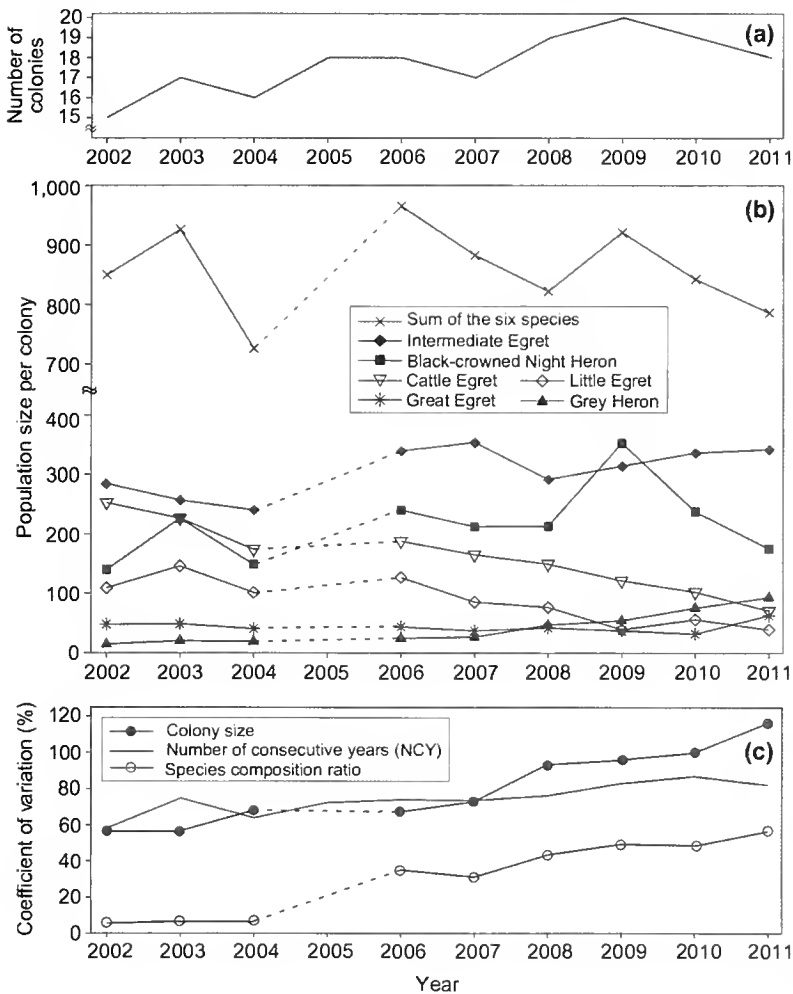 (a)
Number of
colonies
20
19
18
17
16
15
2002 2003 2004 2005 2006 2007 2008 2009 2010 2011
(b)
Population size per colony
1,000
900
800
700
400
300
200
100
0
Sum of the six species
Intermediate Egret
Black-crowned Night Heron
Cattle Egret Little Egret
Great Egret Grey Heron
2002 2003 2004 2005 2006 2007 2008 2009 2010 2011
(c)
Coefficient of variation (%)
120
100
80
60
40
20
0
Colony size
Number of consecutive years (NCY)
Species composition ratio
2002 2003 2004 2005 2006 2007 2008 2009 2010 2011
Year